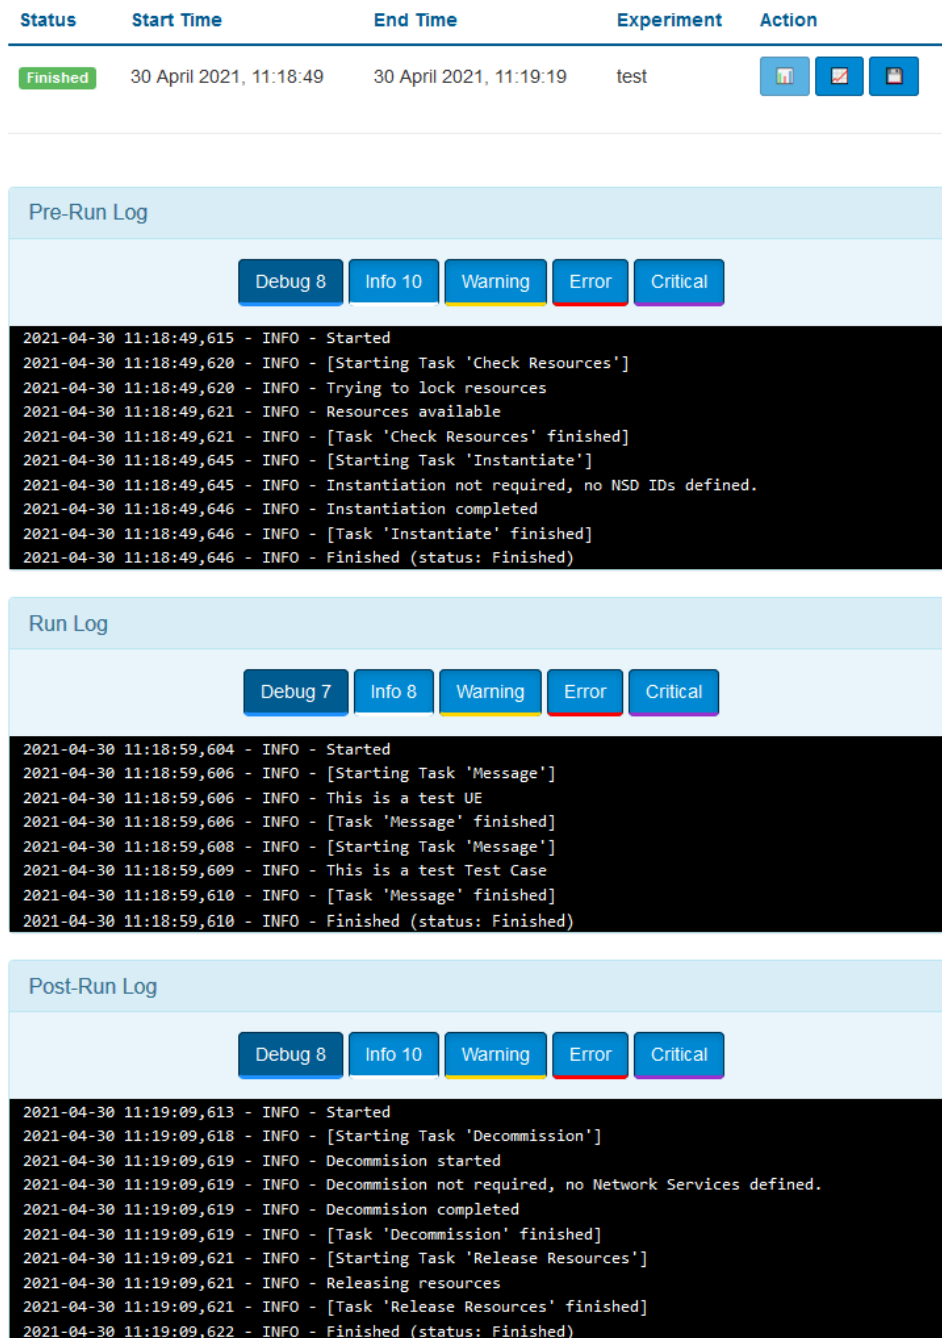 Status Start Time End Time Experiment Action
Finished 30 April 2021, 11:18:49 30 April 2021, 11:19:19 test
Pre-Run Log
Debug 8 Info 10 Warning Error Critical
2021-04-30 11:18:49,615 - INFO - Started
2021-04-30 11:18:49,620 - INFO - [Starting Task 'Check Resources']
2021-04-30 11:18:49,620 - INFO - Trying to lock resources
2021-04-30 11:18:49,621 - INFO - Resources available
2021-04-30 11:18:49,621 - INFO - [Task 'Check Resources' finished]
2021-04-30 11:18:49,645 - INFO - [Starting Task 'Instantiate']
2021-04-30 11:18:49,645 - INFO - Instantiation not required, no NSD IDs defined.
2021-04-30 11:18:49,646 - INFO - Instantiation completed
2021-04-30 11:18:49,646 - INFO - [Task 'Instantiate' finished]
2021-04-30 11:18:49,646 - INFO - Finished (status: Finished)
Run Log
Debug 7 Info 8 Warning Error Critical
2021-04-30 11:18:59,604 - INFO - Started
2021-04-30 11:18:59,606 - INFO - [Starting Task 'Message']
2021-04-30 11:18:59,606 - INFO - This is a test UE
2021-04-30 11:18:59,606 - INFO - [Task 'Message' finished]
2021-04-30 11:18:59,608 - INFO - [Starting Task 'Message']
2021-04-30 11:18:59,609 - INFO - This is a test Test Case
2021-04-30 11:18:59,610 - INFO - [Task 'Message' finished]
2021-04-30 11:18:59,610 - INFO - Finished (status: Finished)
Post-Run Log
Debug 8 Info 10 Warning Error Critical
2021-04-30 11:19:09,613 - INFO - Started
2021-04-30 11:19:09,618 - INFO - [Starting Task 'Decommission']
2021-04-30 11:19:09,619 - INFO - Decommision started
2021-04-30 11:19:09,619 - INFO - Decommision not required, no Network Services defined.
2021-04-30 11:19:09,619 - INFO - Decommision completed
2021-04-30 11:19:09,619 - INFO - [Task 'Decommission' finished]
2021-04-30 11:19:09,621 - INFO - [Starting Task 'Release Resources']
2021-04-30 11:19:09,621 - INFO - Releasing resources
2021-04-30 11:19:09,621 - INFO - [Task 'Release Resources' finished]
2021-04-30 11:19:09,622 - INFO - Finished (status: Finished)